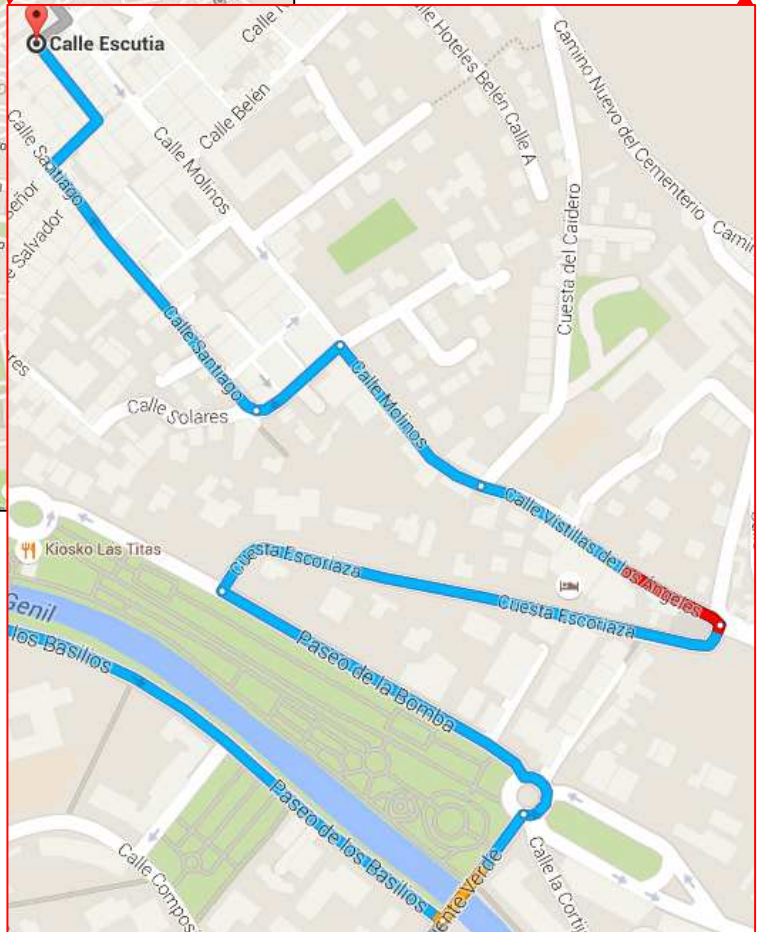 Calle Escutia
Calle
Calle Hoteles Belén Calle A
Camino Nuevo del Cementerio
Calle Belén
Calle Molinos
Calle Santiago
Señor
Salvador
Cuesta del Caidero
Calle Santiago
Calle Molinos
Calle Solares
Calle Vistillas de los Ángeles
Kiosko Las Titas
Cuesta Escoriaza
Cuesta Escoriaza
Genil
los Basilios
Paseo de la Bomba
Paseo de los Basilios
Puente Verde
Calle Compos
Calle la Cortij